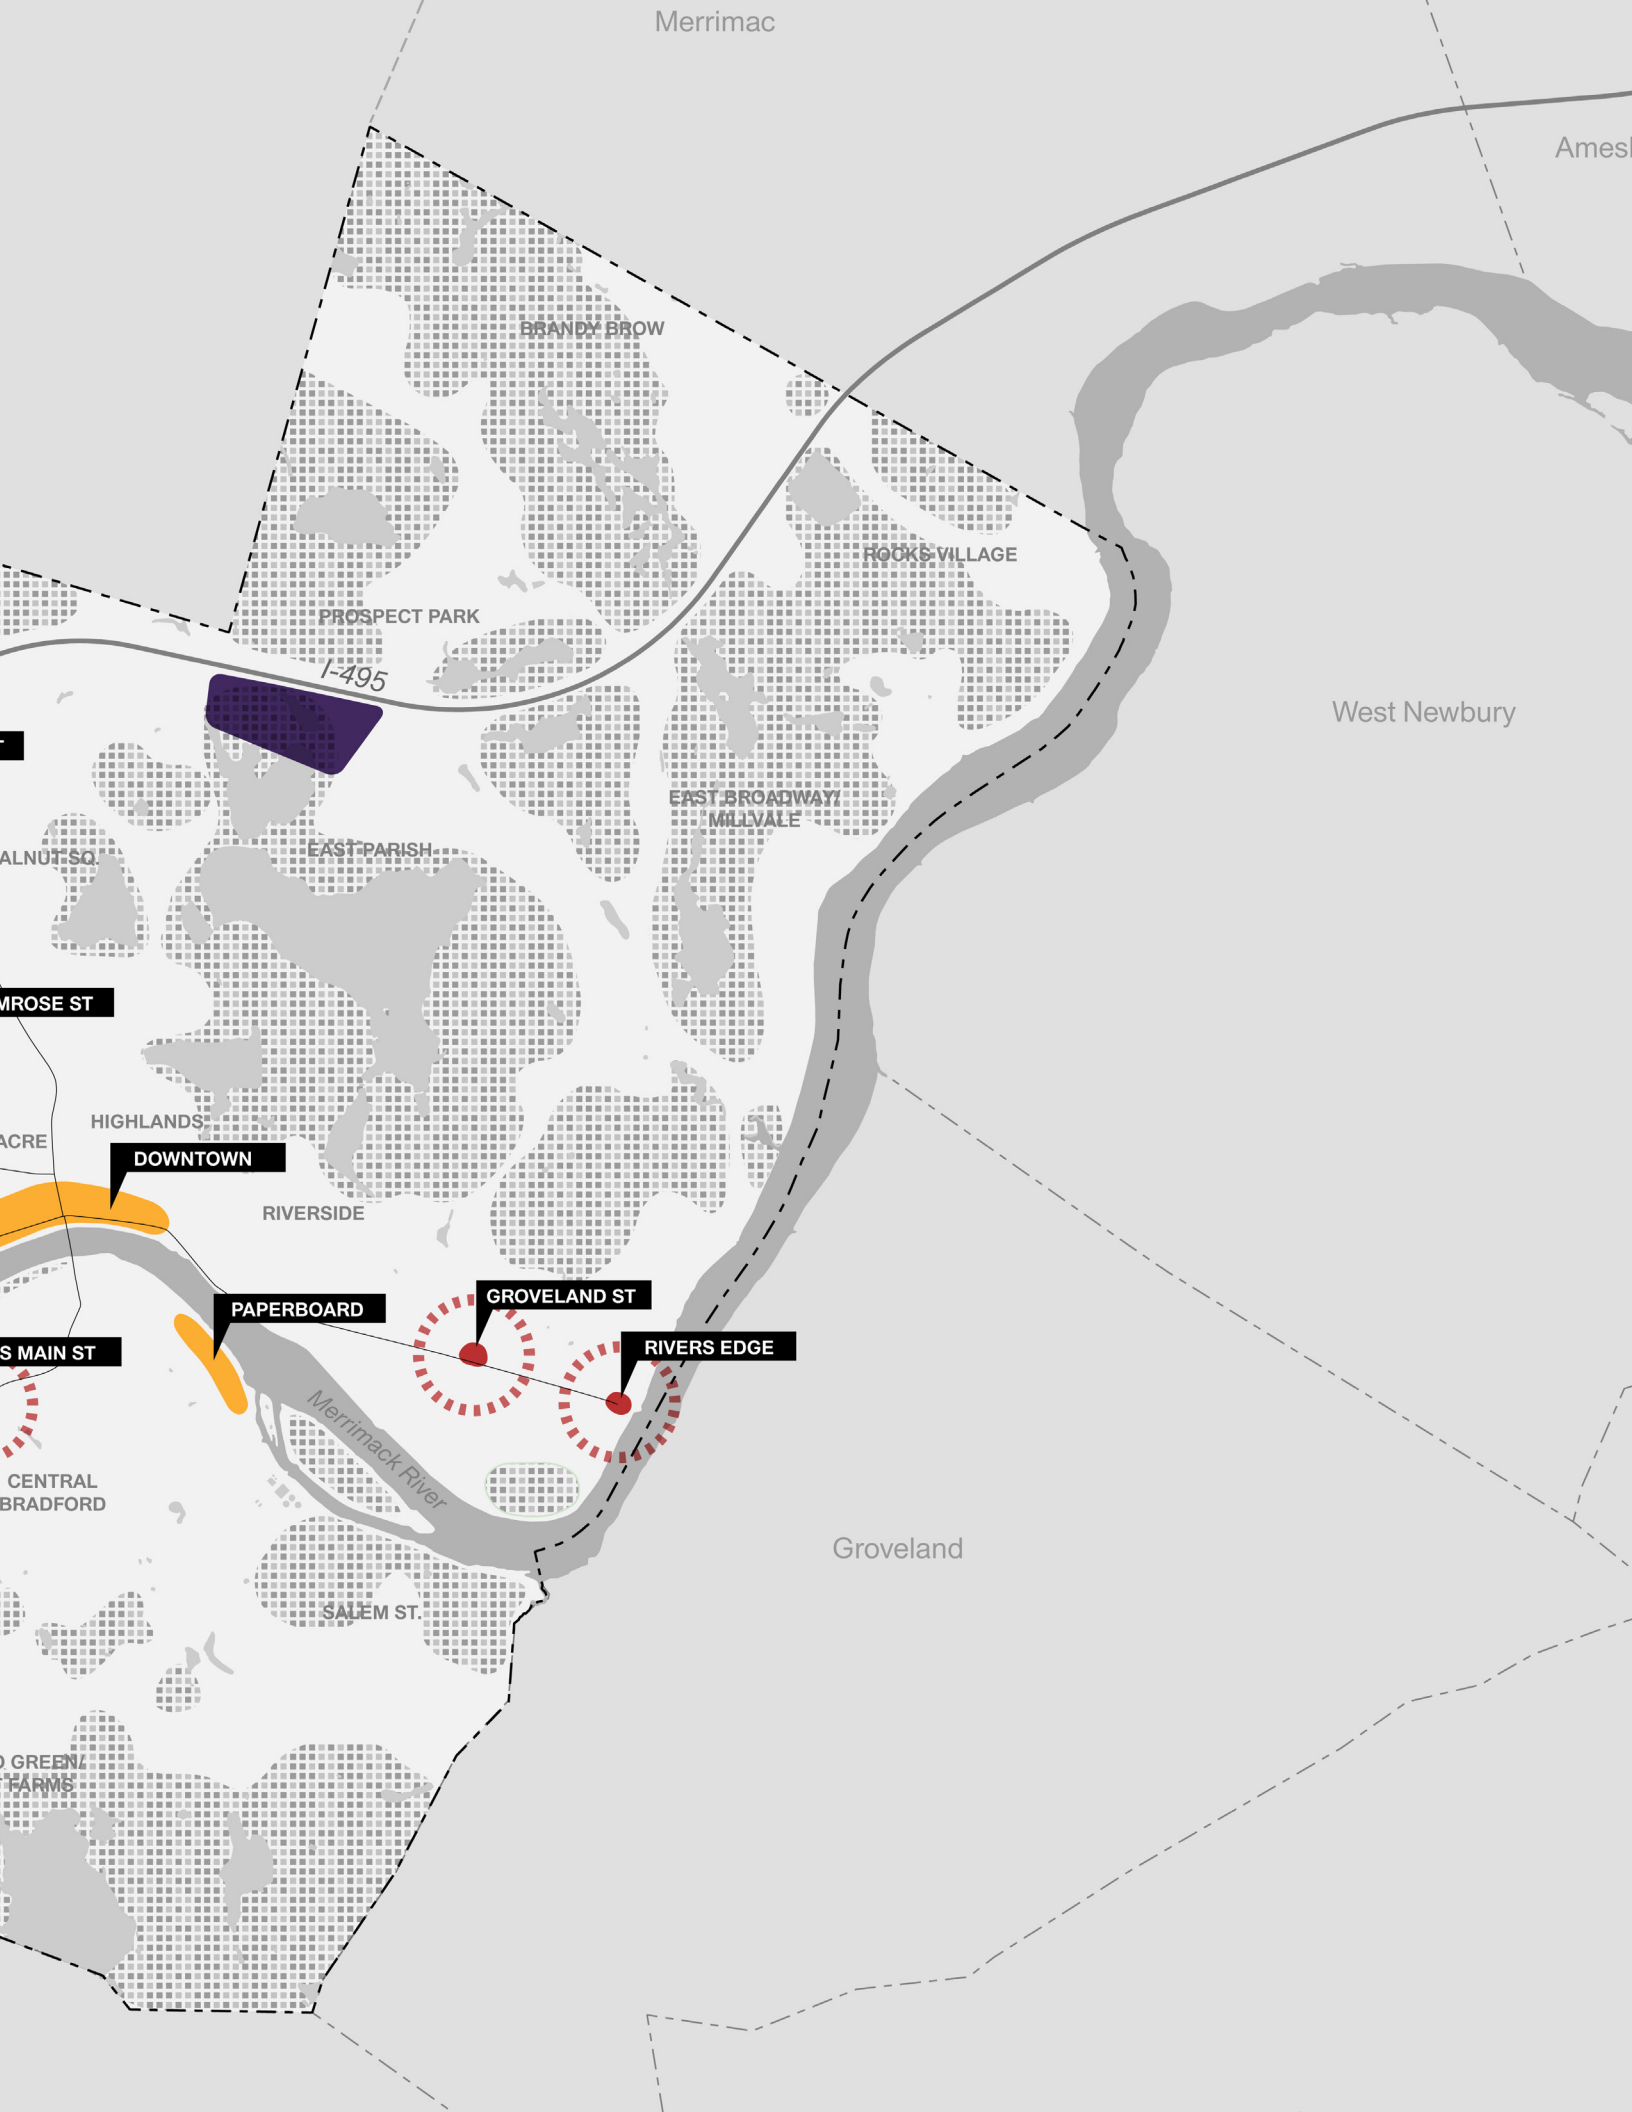 Merrimac
Amesl
BRANDY BROW
ROCKS VILLAGE
PROSPECT PARK
I-495
West Newbury
EAST BROADWAY/
MILLVALE
EAST PARISH
ALNUT SQ.
MROSE ST
HIGHLANDS
ACRE
DOWNTOWN
RIVERSIDE
GROVELAND ST
PAPERBOARD
RIVERS EDGE
S MAIN ST
Merrimack River
CENTRAL
BRADFORD
Groveland
SALEM ST.
GREEN/
FARMS